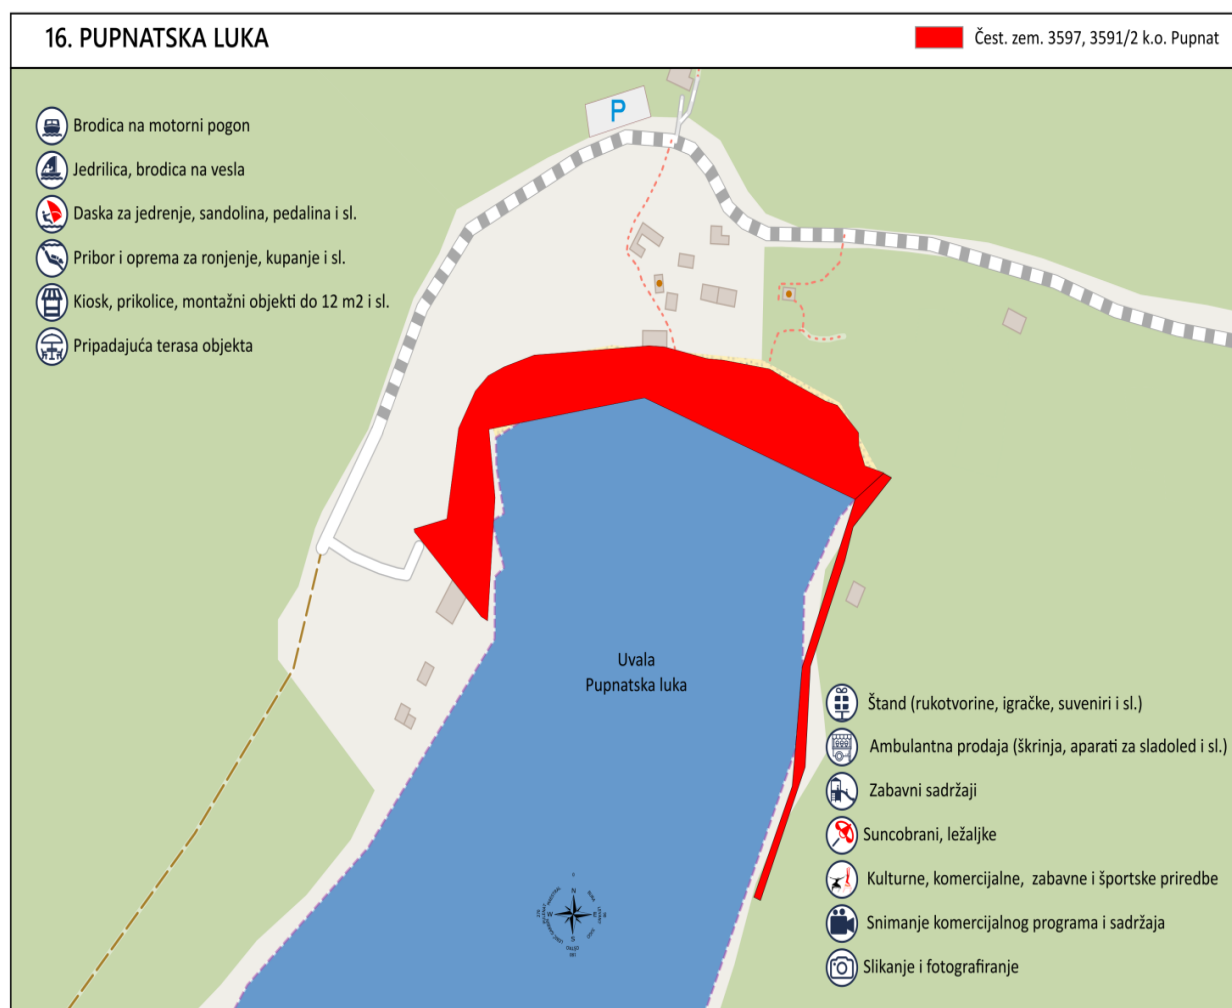 16. PUPNATSKA LUKA
Čest. zem. 3597, 3591/2 k.o. Pupnat
P
Brodica na motorni pogon
Jedrilica, brodica na vesla
Daska za jedrenje, sandolina, pedalina i sl.
Pribor i oprema za ronjenje, kupanje i sl.
Kiosk, prikolice, montažni objekti do 12 m2 i sl.
Pripadajuća terasa objekta
Uvala
Pupnatska luka
Štand (rukotvorine, igračke, suveniri i sl.)
Ambulantna prodaja (škrinja, aparati za sladoled i sl.)
Zabavni sadržaji
Suncobrani, ležaljke
Kulturne, komercijalne, zabavne i športske priredbe
Snimanje komercijalnog programa i sadržaja
Slikanje i fotografiranje
N
W
E
S